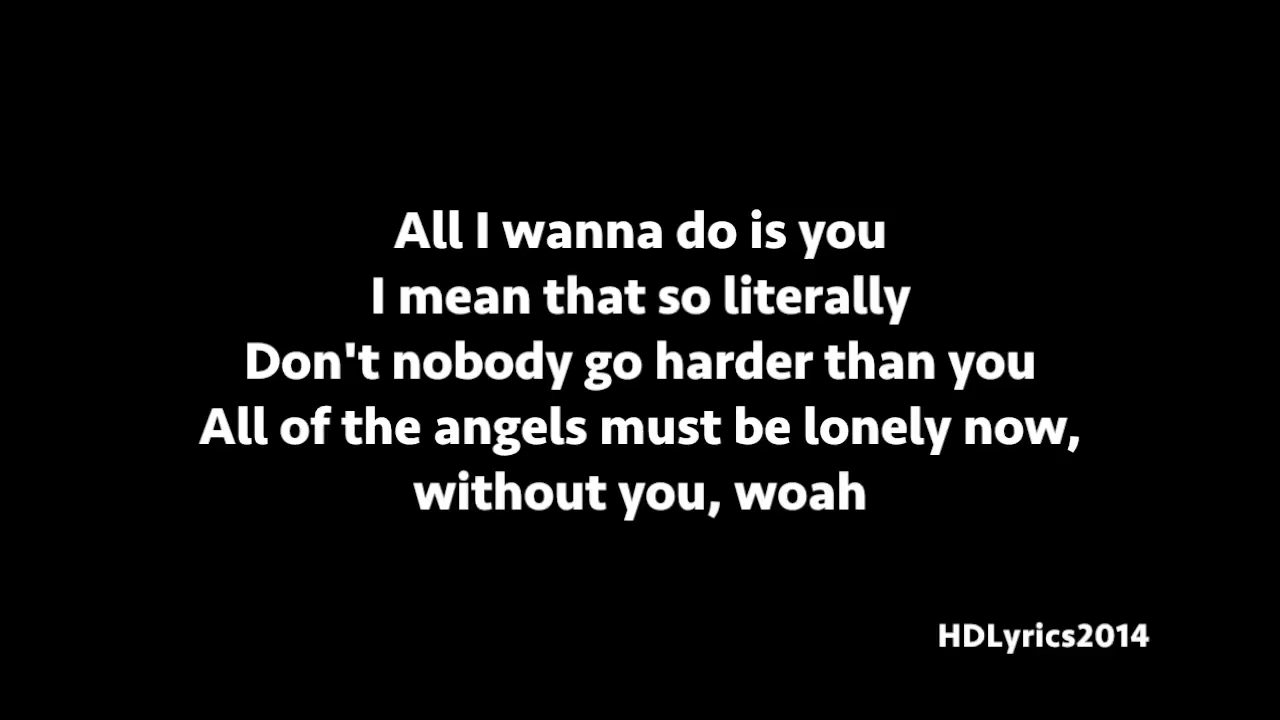 All I wanna do is you
I mean that so literally
Don't nobody go harder than you
All of the angels must be lonely now,
without you, woah
HDLyrics2014